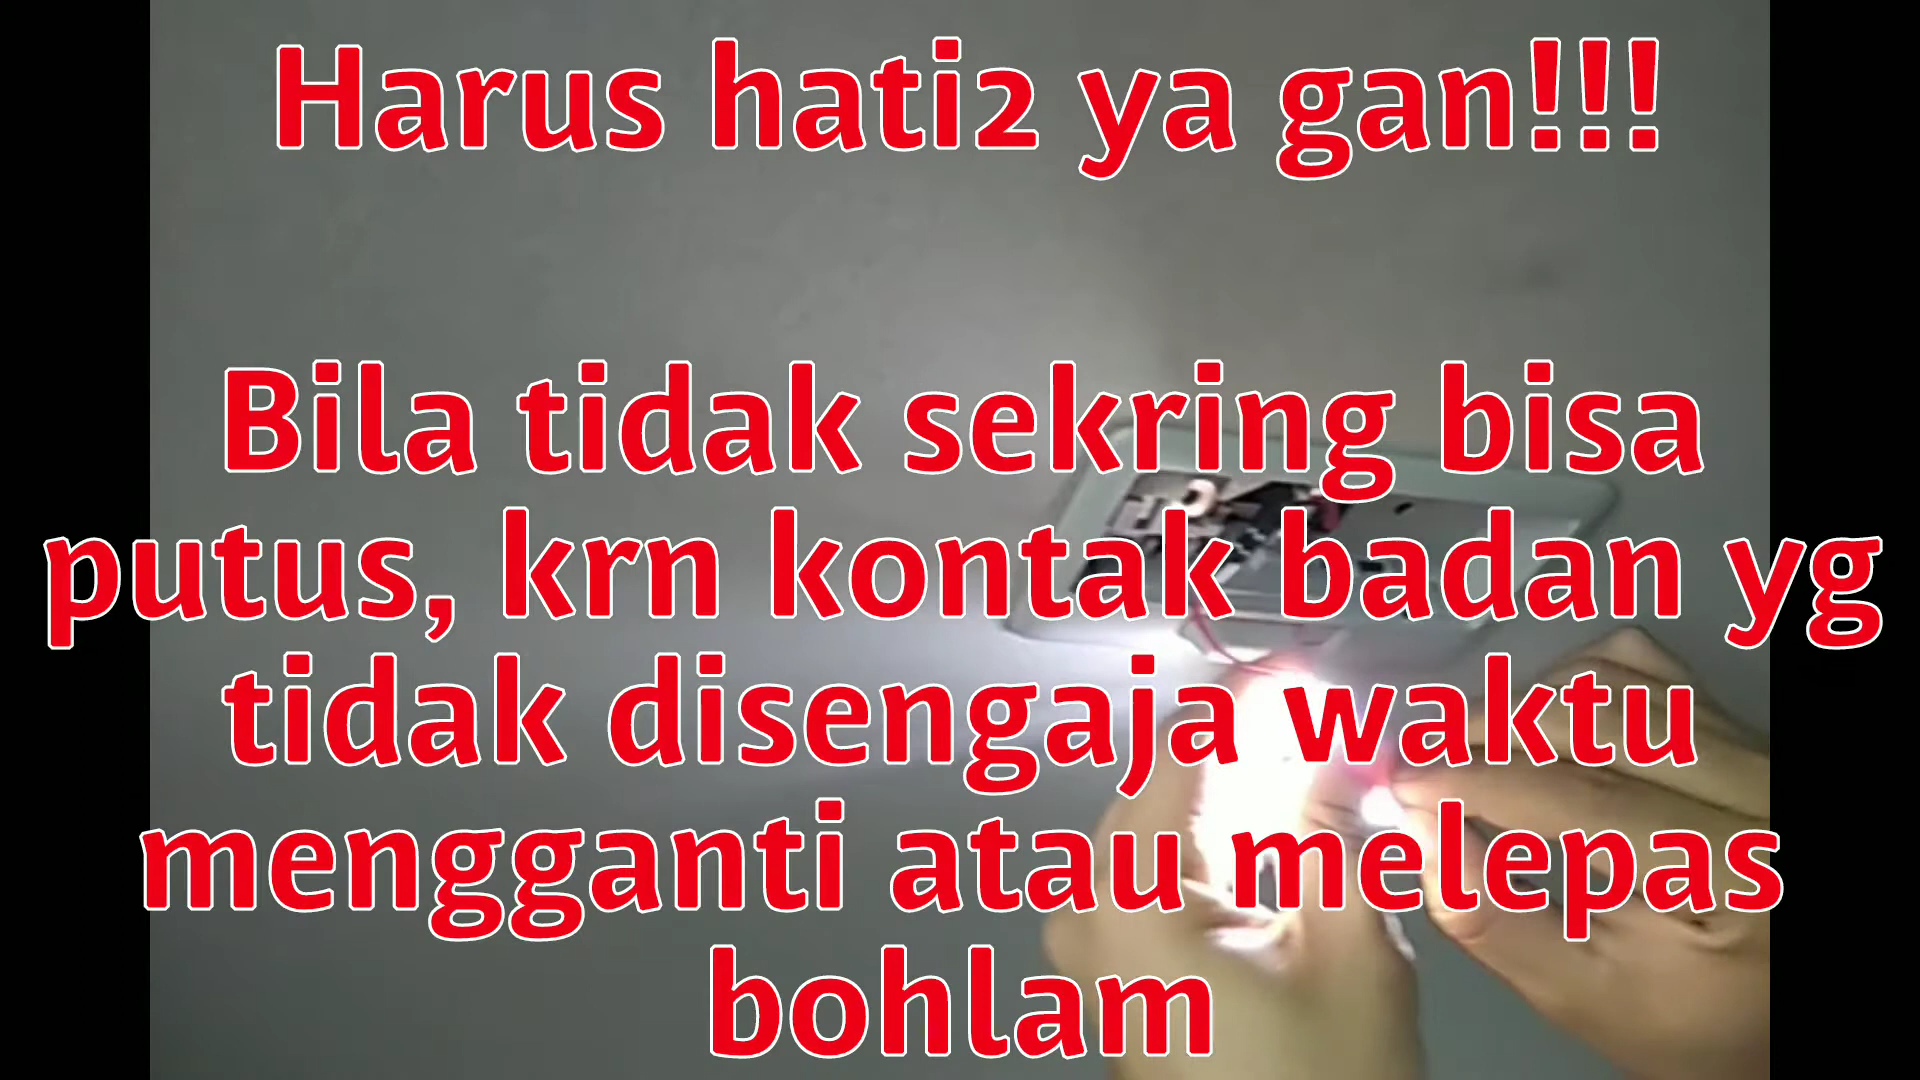 Harus hati2 ya gan!!!
Bila tidak sekring bisa
putus, krn kontak badan yg
tidak disengaja waktu
mengganti atau melepas
bohlam